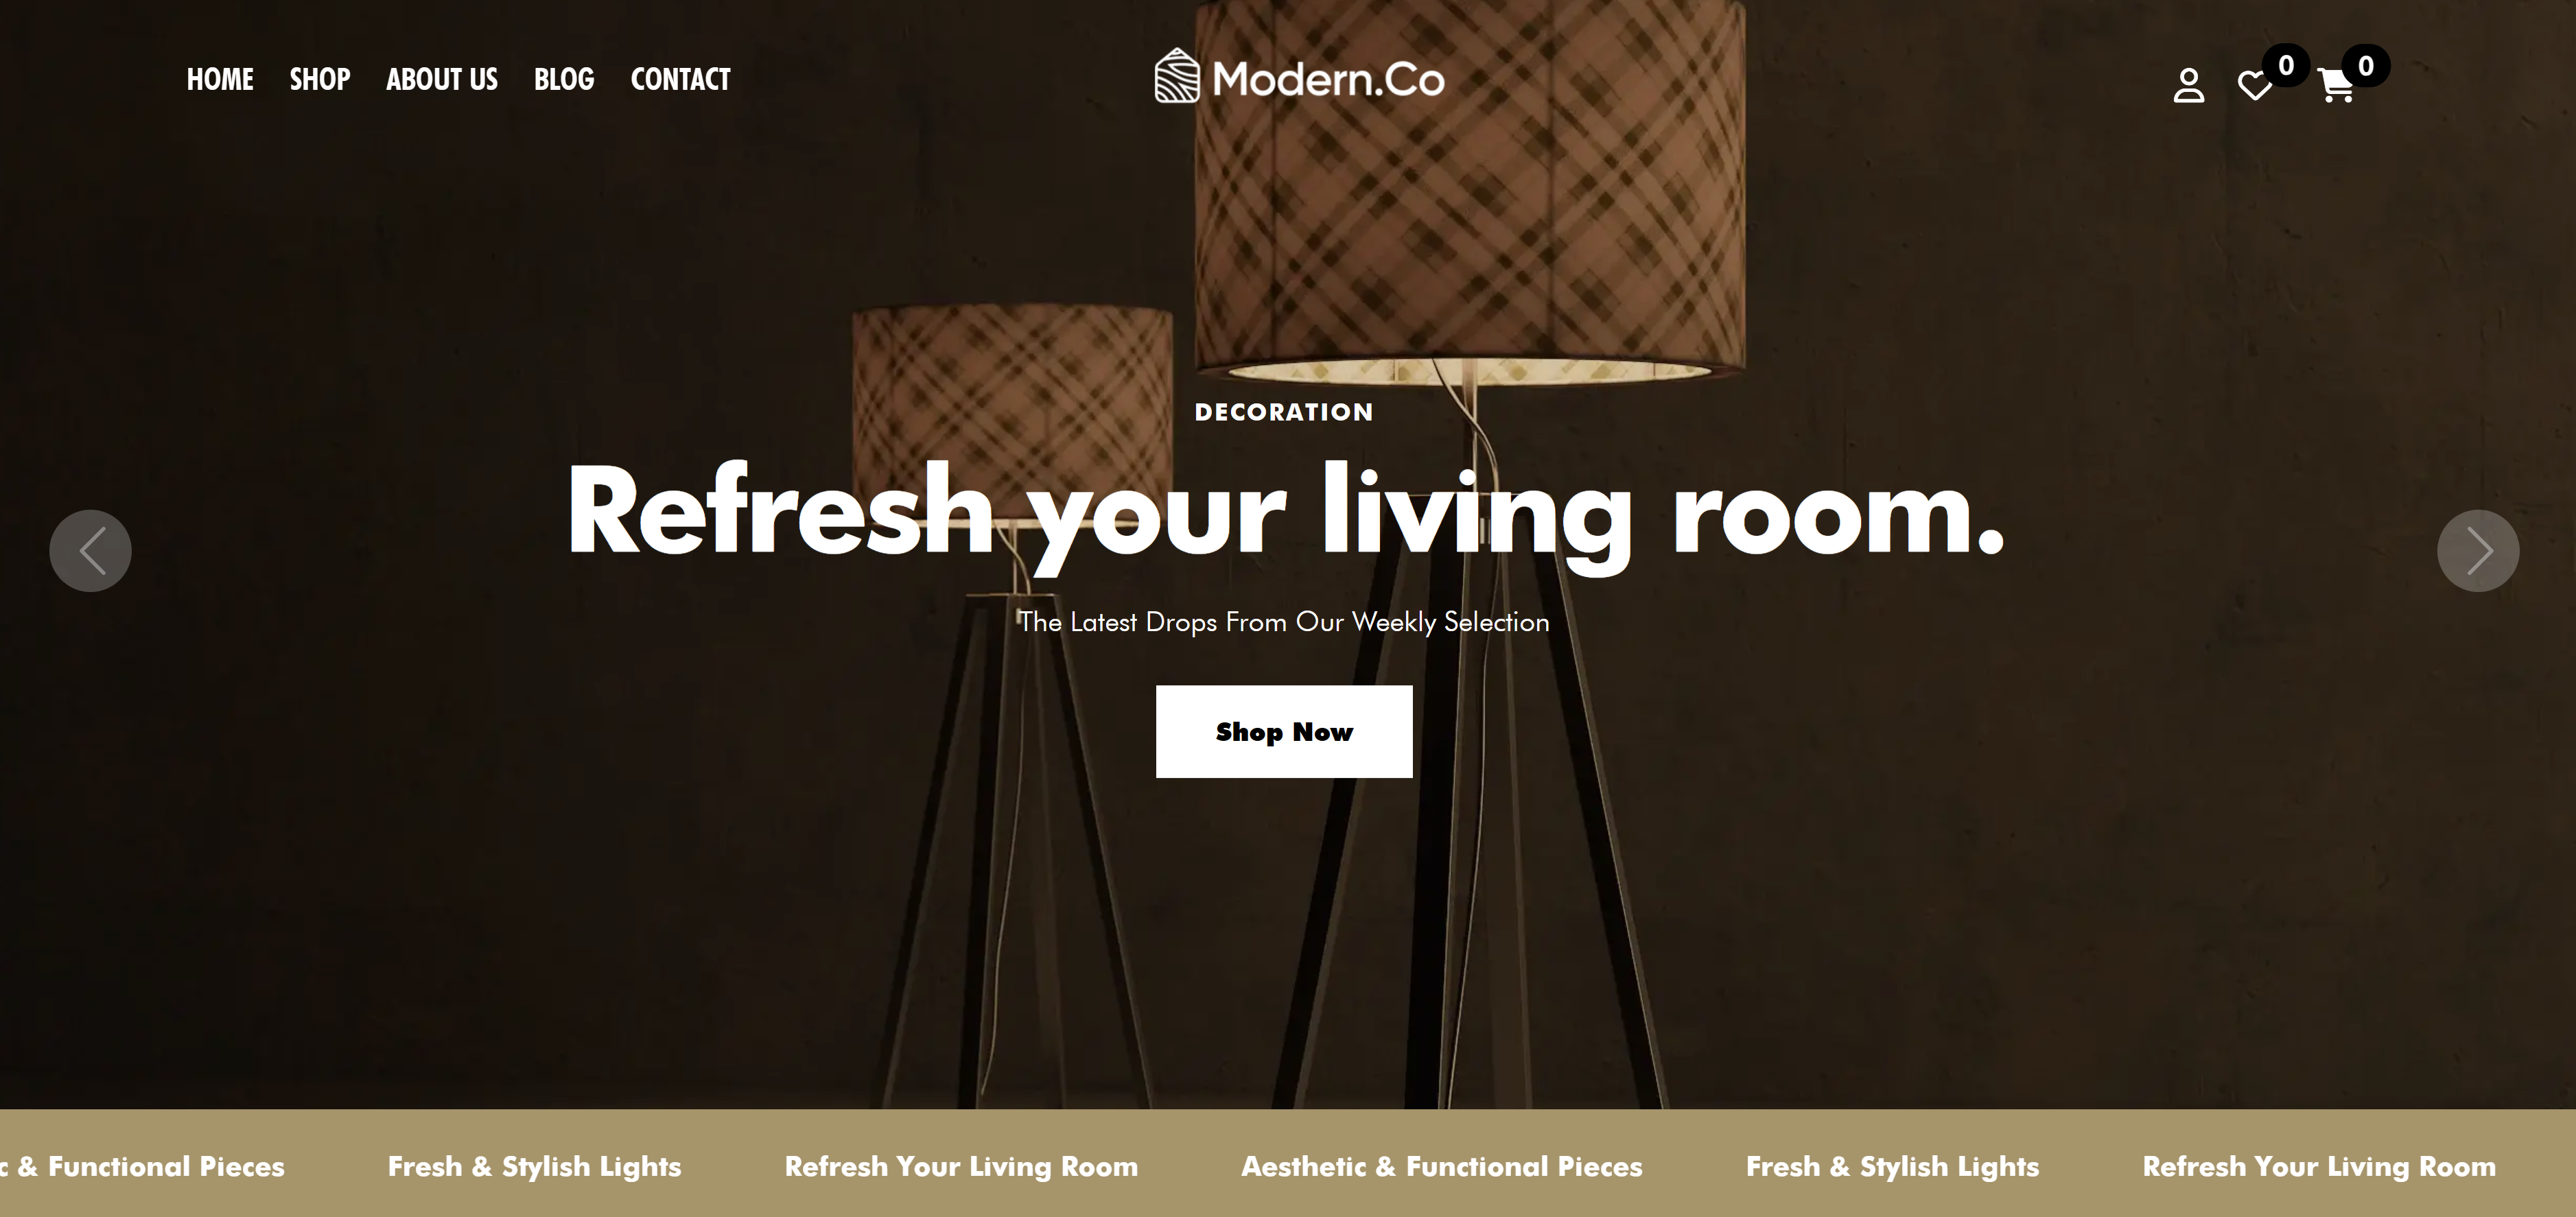 HOME SHOP ABOUT US BLOG CONTACT
Modern.Co
0 0
DECORATION
Refresh your living room.
The Latest Drops From Our Weekly Selection
Shop Now
c & Functional Pieces Fresh & Stylish Lights Refresh Your Living Room Aesthetic & Functional Pieces Fresh & Stylish Lights Refresh Your Living Room